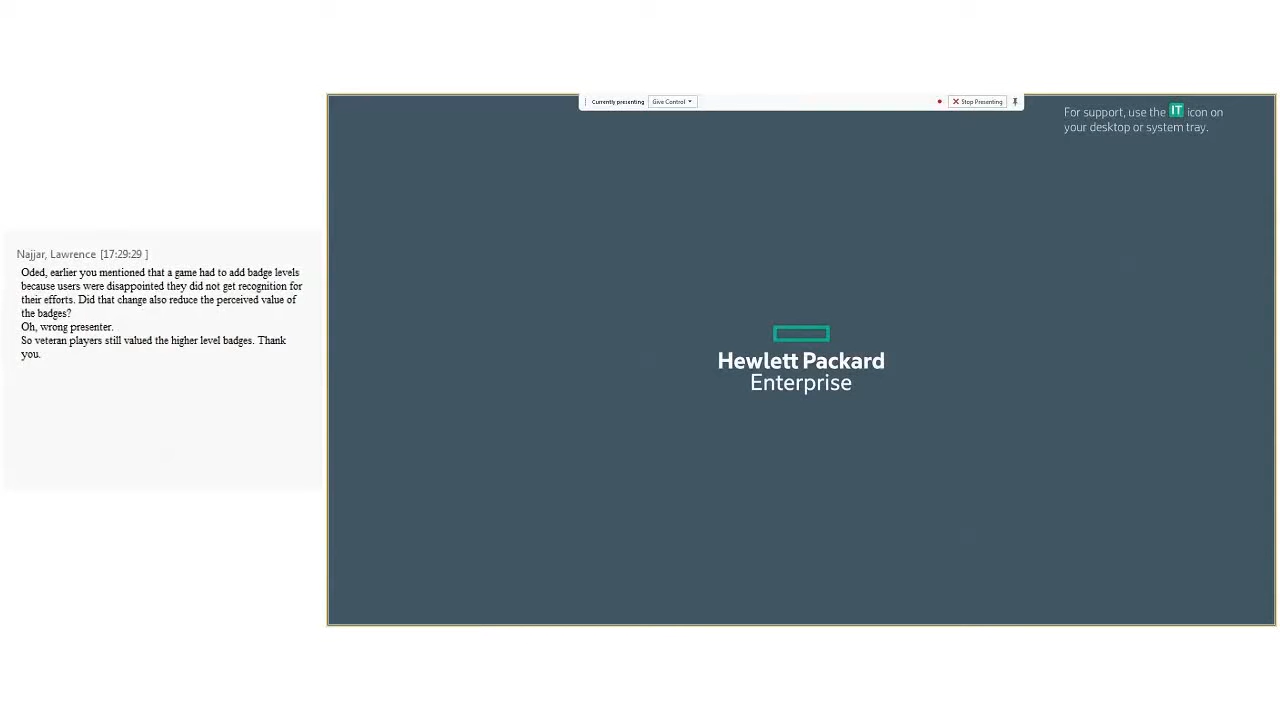 Currently presenting Give Control Stop Presenting
For support, use the IT icon on
your desktop or system tray.
Najjar, Lawrence [17:29:29 ]
Oded, earlier you mentioned that a game had to add badge levels
because users were disappointed they did not get recognition for
their efforts. Did that change also reduce the perceived value of
the badges?
Oh, wrong presenter.
So veteran players still valued the higher level badges. Thank
you.
Hewlett Packard
Enterprise